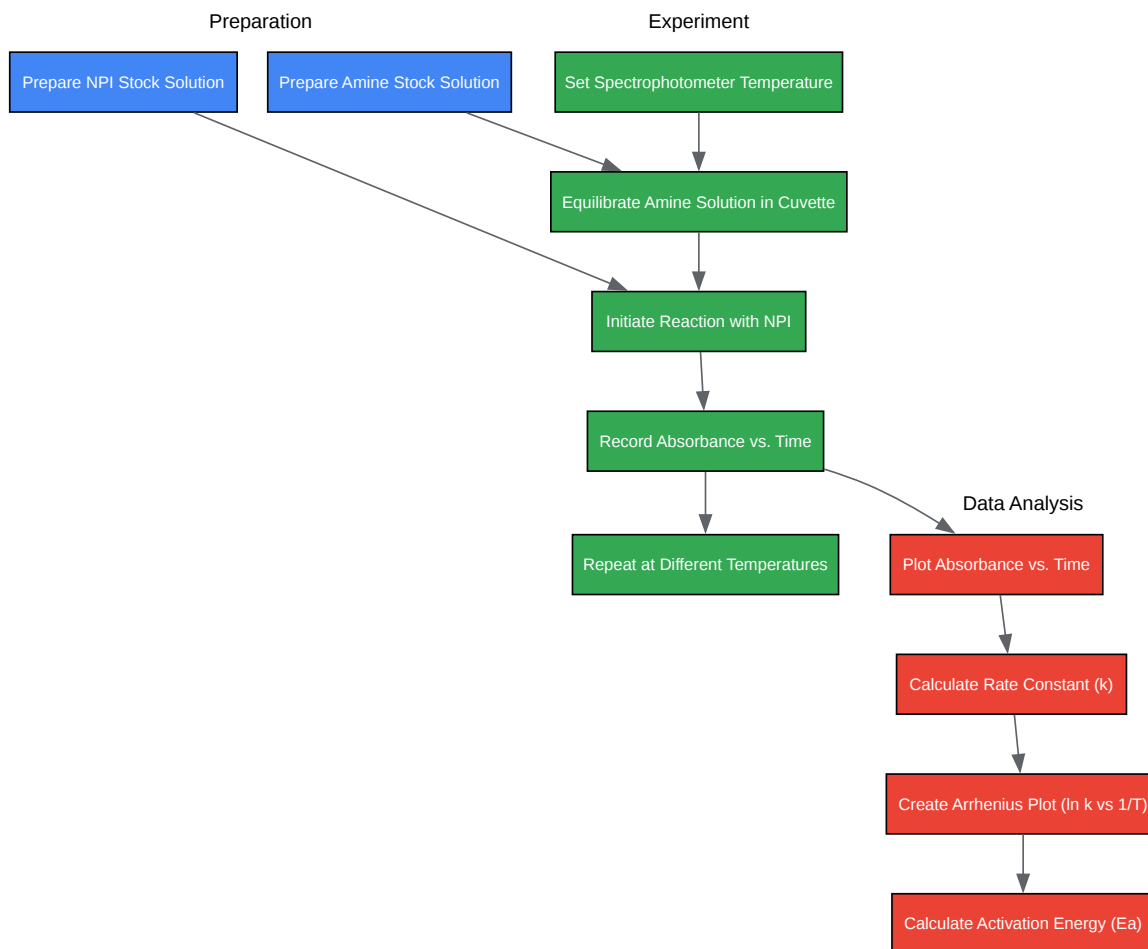 Preparation
Experiment
Prepare NPI Stock Solution
Prepare Amine Stock Solution
Set Spectrophotometer Temperature
Equilibrate Amine Solution in Cuvette
Initiate Reaction with NPI
Record Absorbance vs. Time
Data Analysis
Repeat at Different Temperatures
Plot Absorbance vs. Time
Calculate Rate Constant (k)
Create Arrhenius Plot (ln k vs 1/T)
Calculate Activation Energy (Ea)